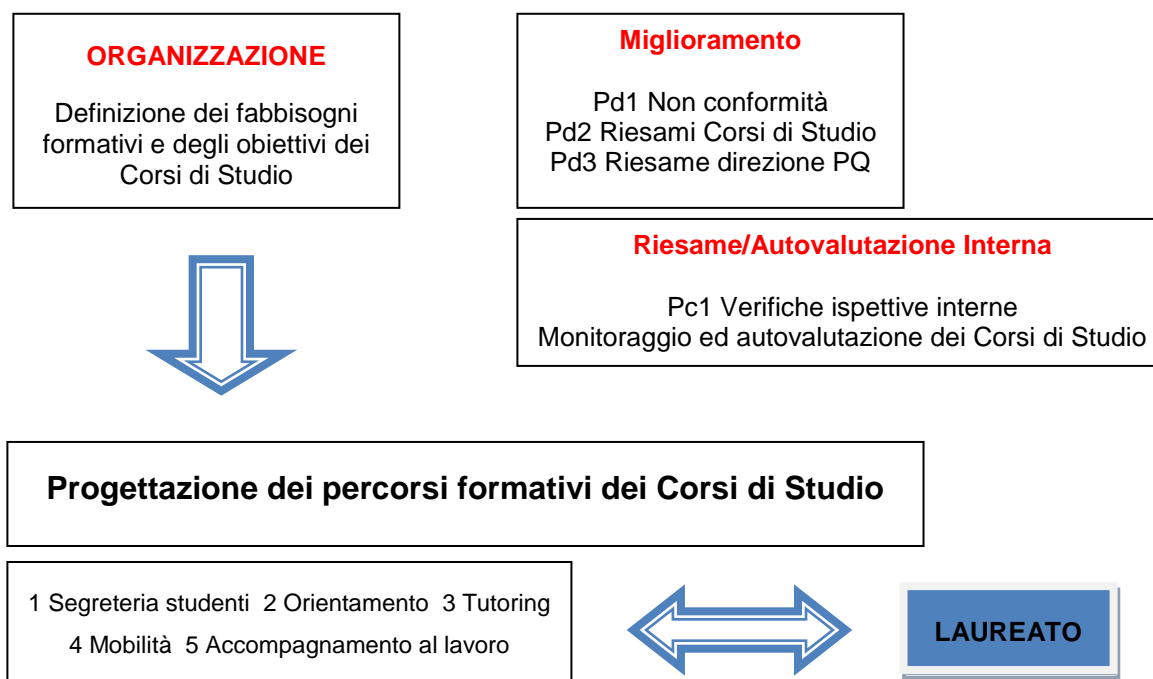 ORGANIZZAZIONE
Definizione dei fabbisogni
formativi e degli obiettivi dei
Corsi di Studio
Miglioramento
Pd1 Non conformità
Pd2 Riesami Corsi di Studio
Pd3 Riesame direzione PQ
Riesame/Autovalutazione Interna
Pc1 Verifiche ispettive interne
Monitoraggio ed autovalutazione dei Corsi di Studio
Progettazione dei percorsi formativi dei Corsi di Studio
1 Segreteria studenti 2 Orientamento 3 Tutoring
4 Mobilità 5 Accompagnamento al lavoro
LAUREATO